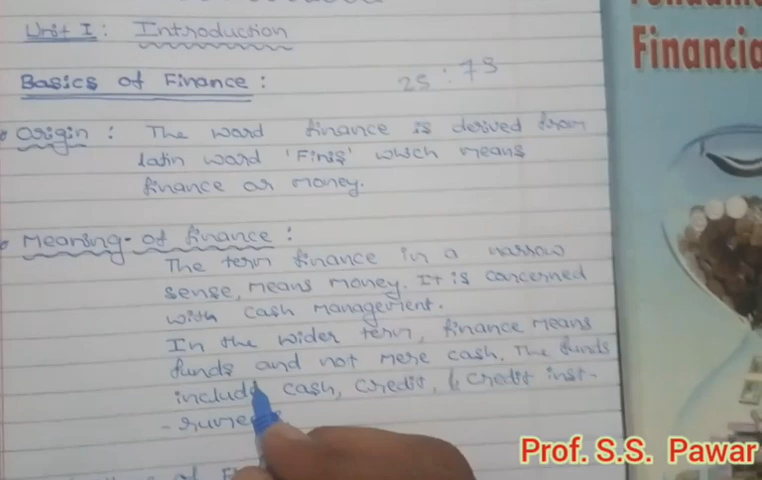 Unit I: Introduction
Basics of Finance:
25:75
Origin: The word finance is derived from
latin word 'Finis' which means
finance or money.
Meaning of finance:
The term finance in a narrow
sense, means money. It is concerned
with cash management.
In the wider term, finance means
funds and not mere cash. The funds
include cash, credit, & credit inst-
Financia
Prof. S.S. Pawar